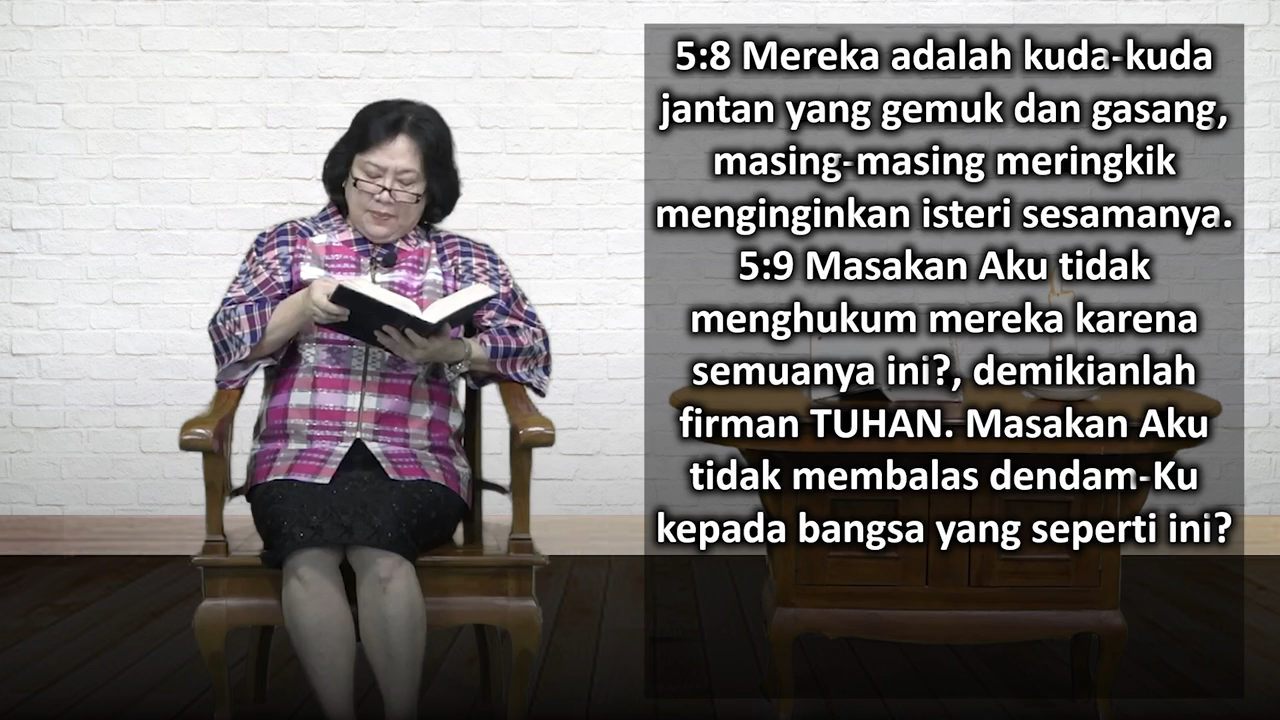 5:8 Mereka adalah kuda-kuda
jantan yang gemuk dan gasang,
masing-masing meringkik
menginginkan isteri sesamanya.
5:9 Masakan Aku tidak
menghukum mereka karena
semuanya ini?, demikianlah
firman TUHAN. Masakan Aku
tidak membalas dendam-Ku
kepada bangsa yang seperti ini?